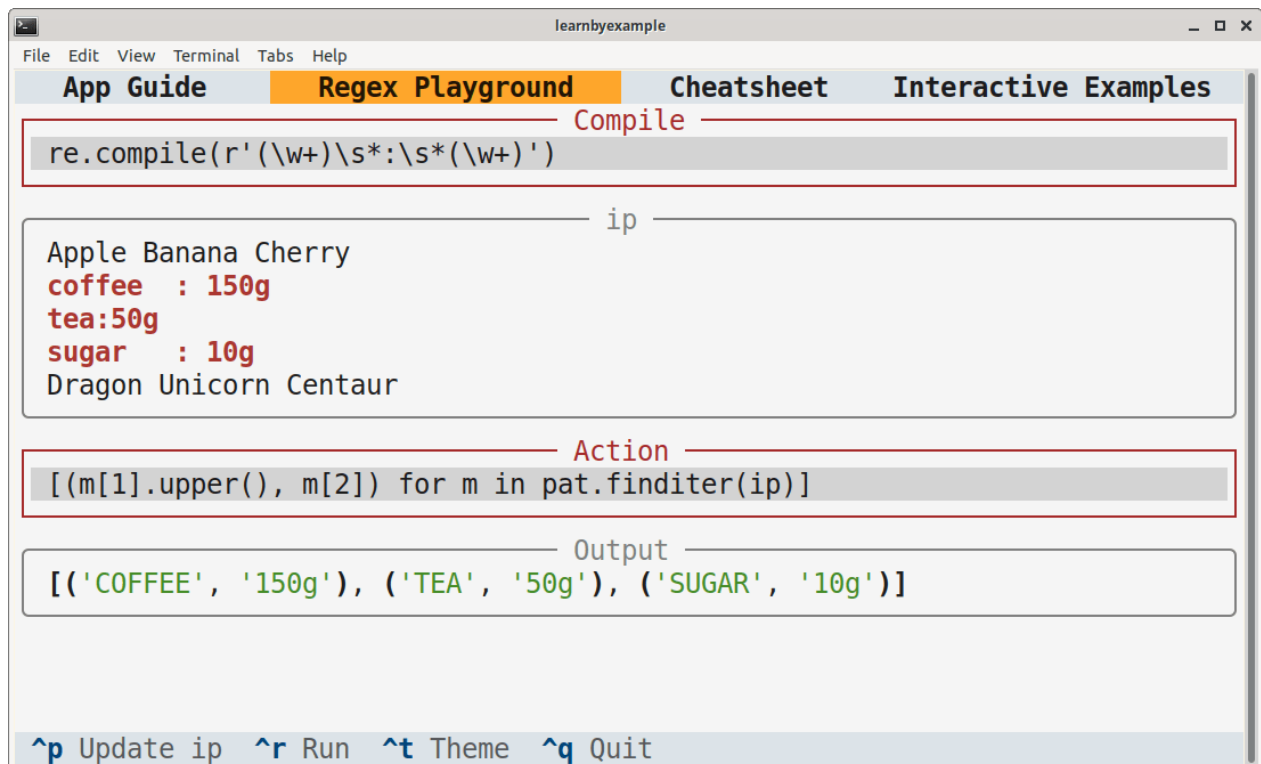 learnbyexample
File Edit View Terminal Tabs Help
App Guide Regex Playground Cheatsheet Interactive Examples
Compile
re.compile(r'(\w+)\s*:\s*(\w+)')
ip
Apple Banana Cherry
coffee  : 150g
tea:50g
sugar   : 10g
Dragon Unicorn Centaur
Action
[(m[1].upper(), m[2]) for m in pat.finditer(ip)]
Output
[('COFFEE', '150g'), ('TEA', '50g'), ('SUGAR', '10g')]
^p Update ip ^r Run ^t Theme ^q Quit